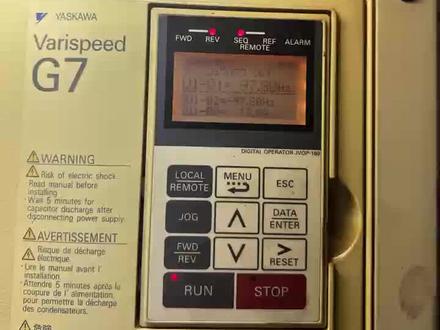 YASKAWA
Varispeed
G7
FWD REV SEQ REF ALARM
REMOTE
DIGITAL OPERATOR JVOP-160
LOCAL
REMOTE
MENU
ESC
JOG
DATA
ENTER
FWD
REV
RESET
RUN
STOP
WARNING
Risk of electric shock.
Read manual before
installing.
Wait 5 minutes for
capacitor discharge after
disconnecting power supply.
AVERTISSEMENT
Risque de décharge
électrique.
Lire le manuel avant l'
installation.
Attendre 5 minutes après la
coupure de l'alimentation,
pour permettre la décharge
des condensateurs.
危険